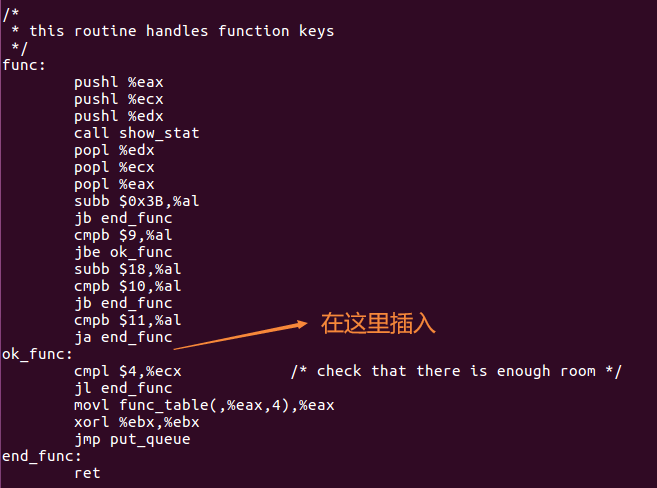 /*
 * this routine handles function keys
 */
func:
        pushl %eax
        pushl %ecx
        pushl %edx
        call show_stat
        popl %edx
        popl %ecx
        popl %eax
        subb $0x3B,%al
        jb end_func
        cmpb $9,%al
        jbe ok_func
        subb $18,%al
        cmpb $10,%al
        jb end_func
        cmpb $11,%al
        ja end_func
在这里插入
ok_func:
        cmpl $4,%ecx            /* check that there is enough room */
        jl end_func
        movl func_table(,%eax,4),%eax
        xorl %ebx,%ebx
        jmp put_queue
end_func:
        ret